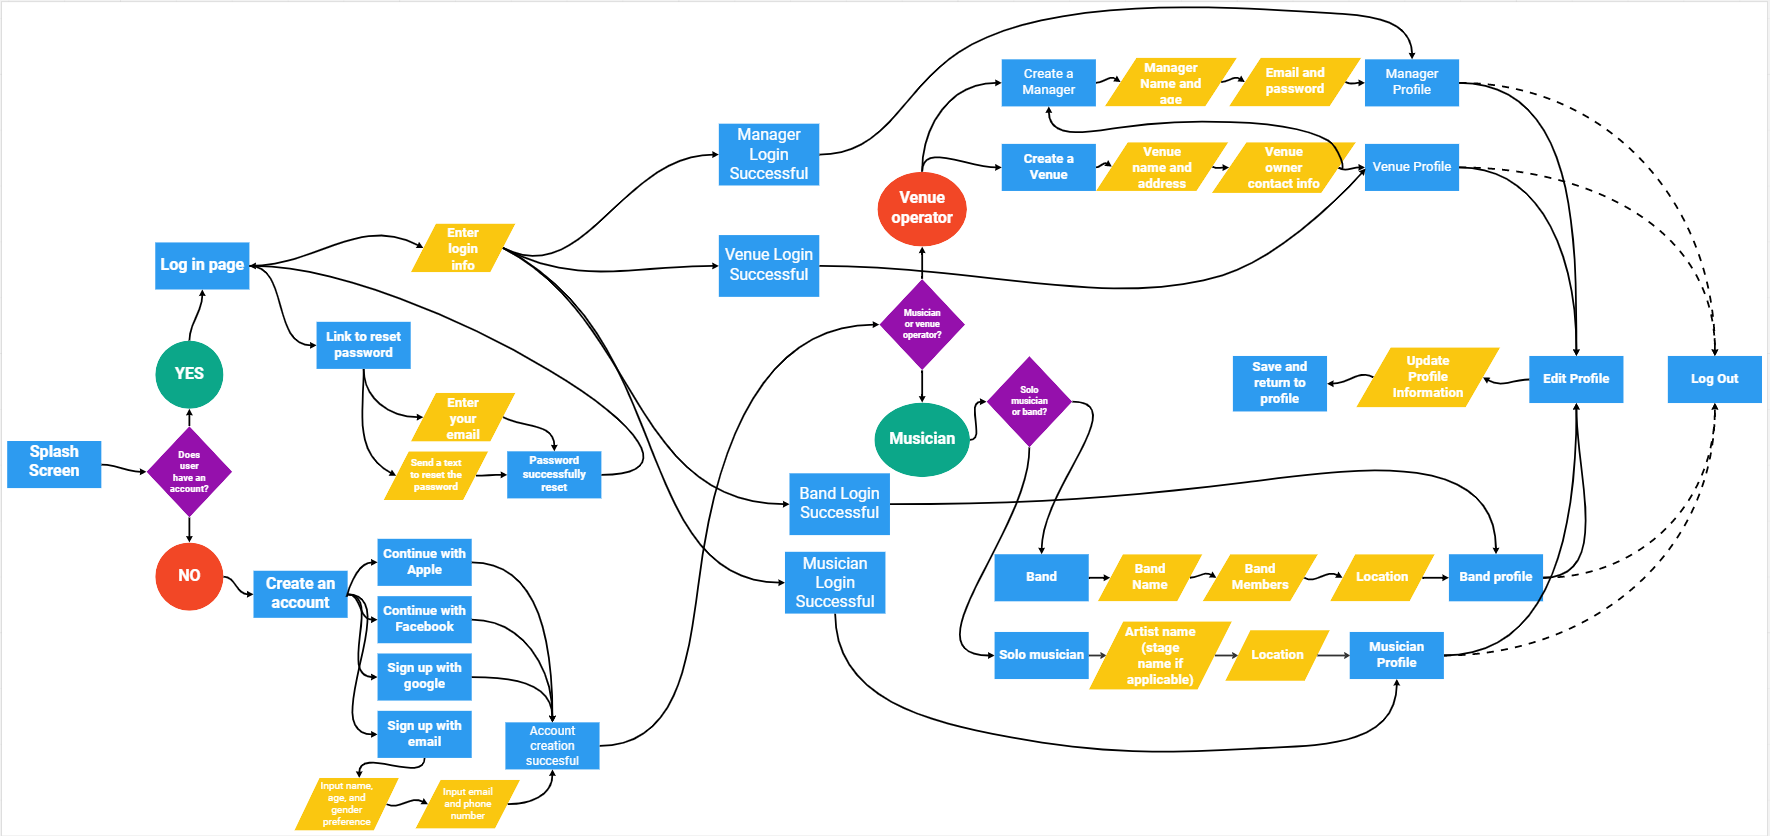 Splash
Screen
Does
user
have an
account?
YES
NO
Log in page
Link to reset
password
Enter
login
info
Enter
your
email
Send a text
to reset the
password
Password
successfully
reset
Create an
account
Continue with
Apple
Continue with
Facebook
Sign up with
google
Sign up with
email
Input name,
age, and
gender
preference
Input email
and phone
number
Account
creation
succesful
Manager
Login
Successful
Venue Login
Successful
Band Login
Successful
Musician
Login
Successful
Musician
or venue
operator?
Venue
operator
Musician
Solo
musician
or band?
Create a
Manager
Manager
Name and
age
Email and
password
Manager
Profile
Create a
Venue
Venue
name and
address
Venue
owner
contact info
Venue Profile
Save and
return to
profile
Update
Profile
Information
Edit Profile
Log Out
Band
Band
Name
Band
Members
Location
Band profile
Solo musician
Artist name
(stage
name if
applicable)
Location
Musician
Profile